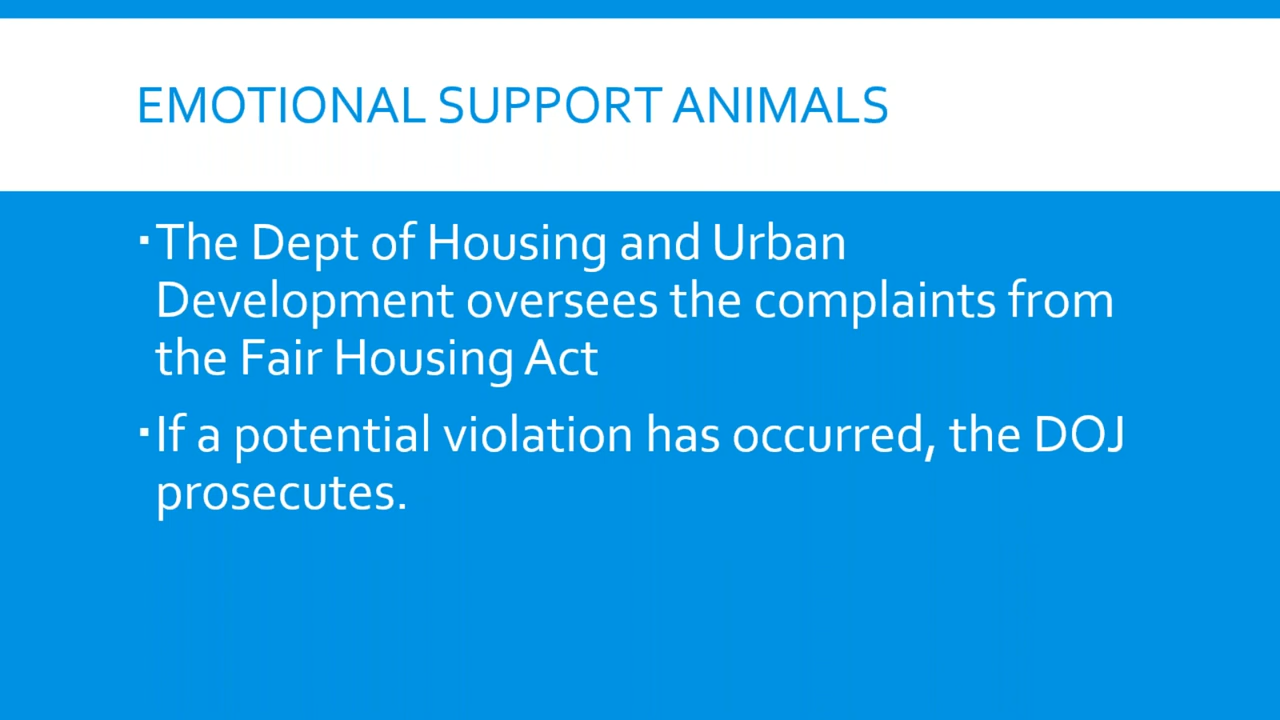 EMOTIONAL SUPPORT ANIMALS
▪The Dept of Housing and Urban
Development oversees the complaints from
the Fair Housing Act
▪If a potential violation has occurred, the DOJ
prosecutes.